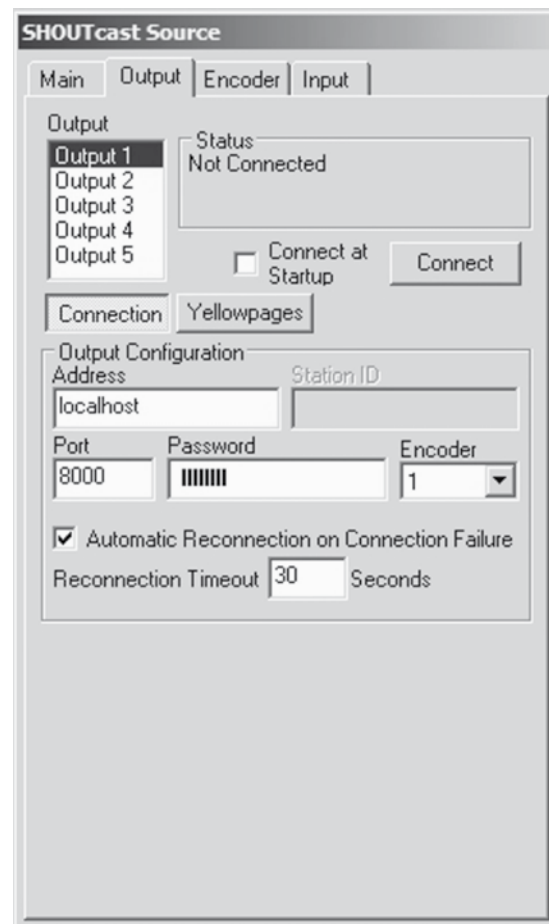 SHOUTcast Source
Main Output Encoder Input
Output
Output 1
Output 2
Output 3
Output 4
Output 5
Status
Not Connected
Connect at
Startup
Connect
Connection Yellowpages
Output Configuration
Address Station ID
localhost
Port Password Encoder
8000 1
Automatic Reconnection on Connection Failure
Reconnection Timeout 30 Seconds